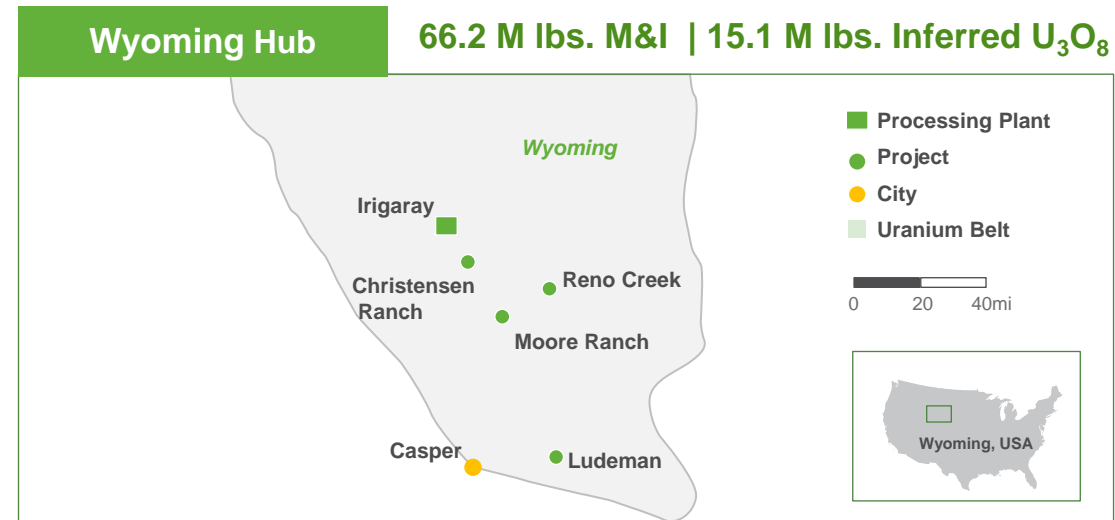 Wyoming Hub
66.2 M lbs. M&I | 15.1 M lbs. Inferred U₃O₈
Wyoming
Irigaray
Christensen
Ranch
Reno Creek
Moore Ranch
Casper
Ludeman
Processing Plant
Project
City
Uranium Belt
0 20 40mi
Wyoming, USA